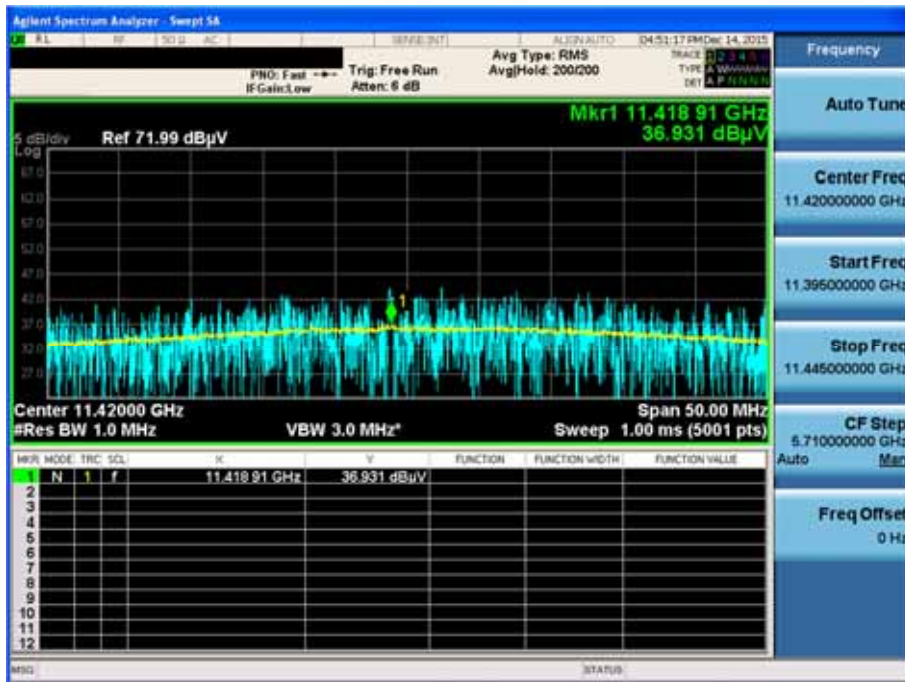 Agilent Spectrum Analyzer - Swept SA
RL RF 50 Ω AC SENSE:INT ALIGN AUTO 04:51:17 PM Dec 14, 2015
Frequency
PNO: Fast Trig: Free Run Avg Type: RMS TRACE 1 2 3 4 5 6
IFGain:Low Atten: 6 dB Avg|Hold: 200/200 TYPE A W
DET A P N N N N
Auto Tune
Mkr1 11.418 91 GHz
36.931 dBµV
5 dB/div Ref 71.99 dBµV
Log
67.0
62.0
57.0
52.0
47.0
42.0
37.0
32.0
27.0
1
Center Freq
11.420000000 GHz
Start Freq
11.395000000 GHz
Stop Freq
11.445000000 GHz
CF Step
5.710000000 GHz
Auto Man
Freq Offset
0 Hz
Center 11.42000 GHz Span 50.00 MHz
#Res BW 1.0 MHz VBW 3.0 MHz* Sweep 1.00 ms (5001 pts)
MKR MODE TRC SCL X Y FUNCTION FUNCTION WIDTH FUNCTION VALUE
1 N 1 f 11.418 91 GHz 36.931 dBµV
2
3
4
5
6
7
8
9
10
11
12
MSG STATUS